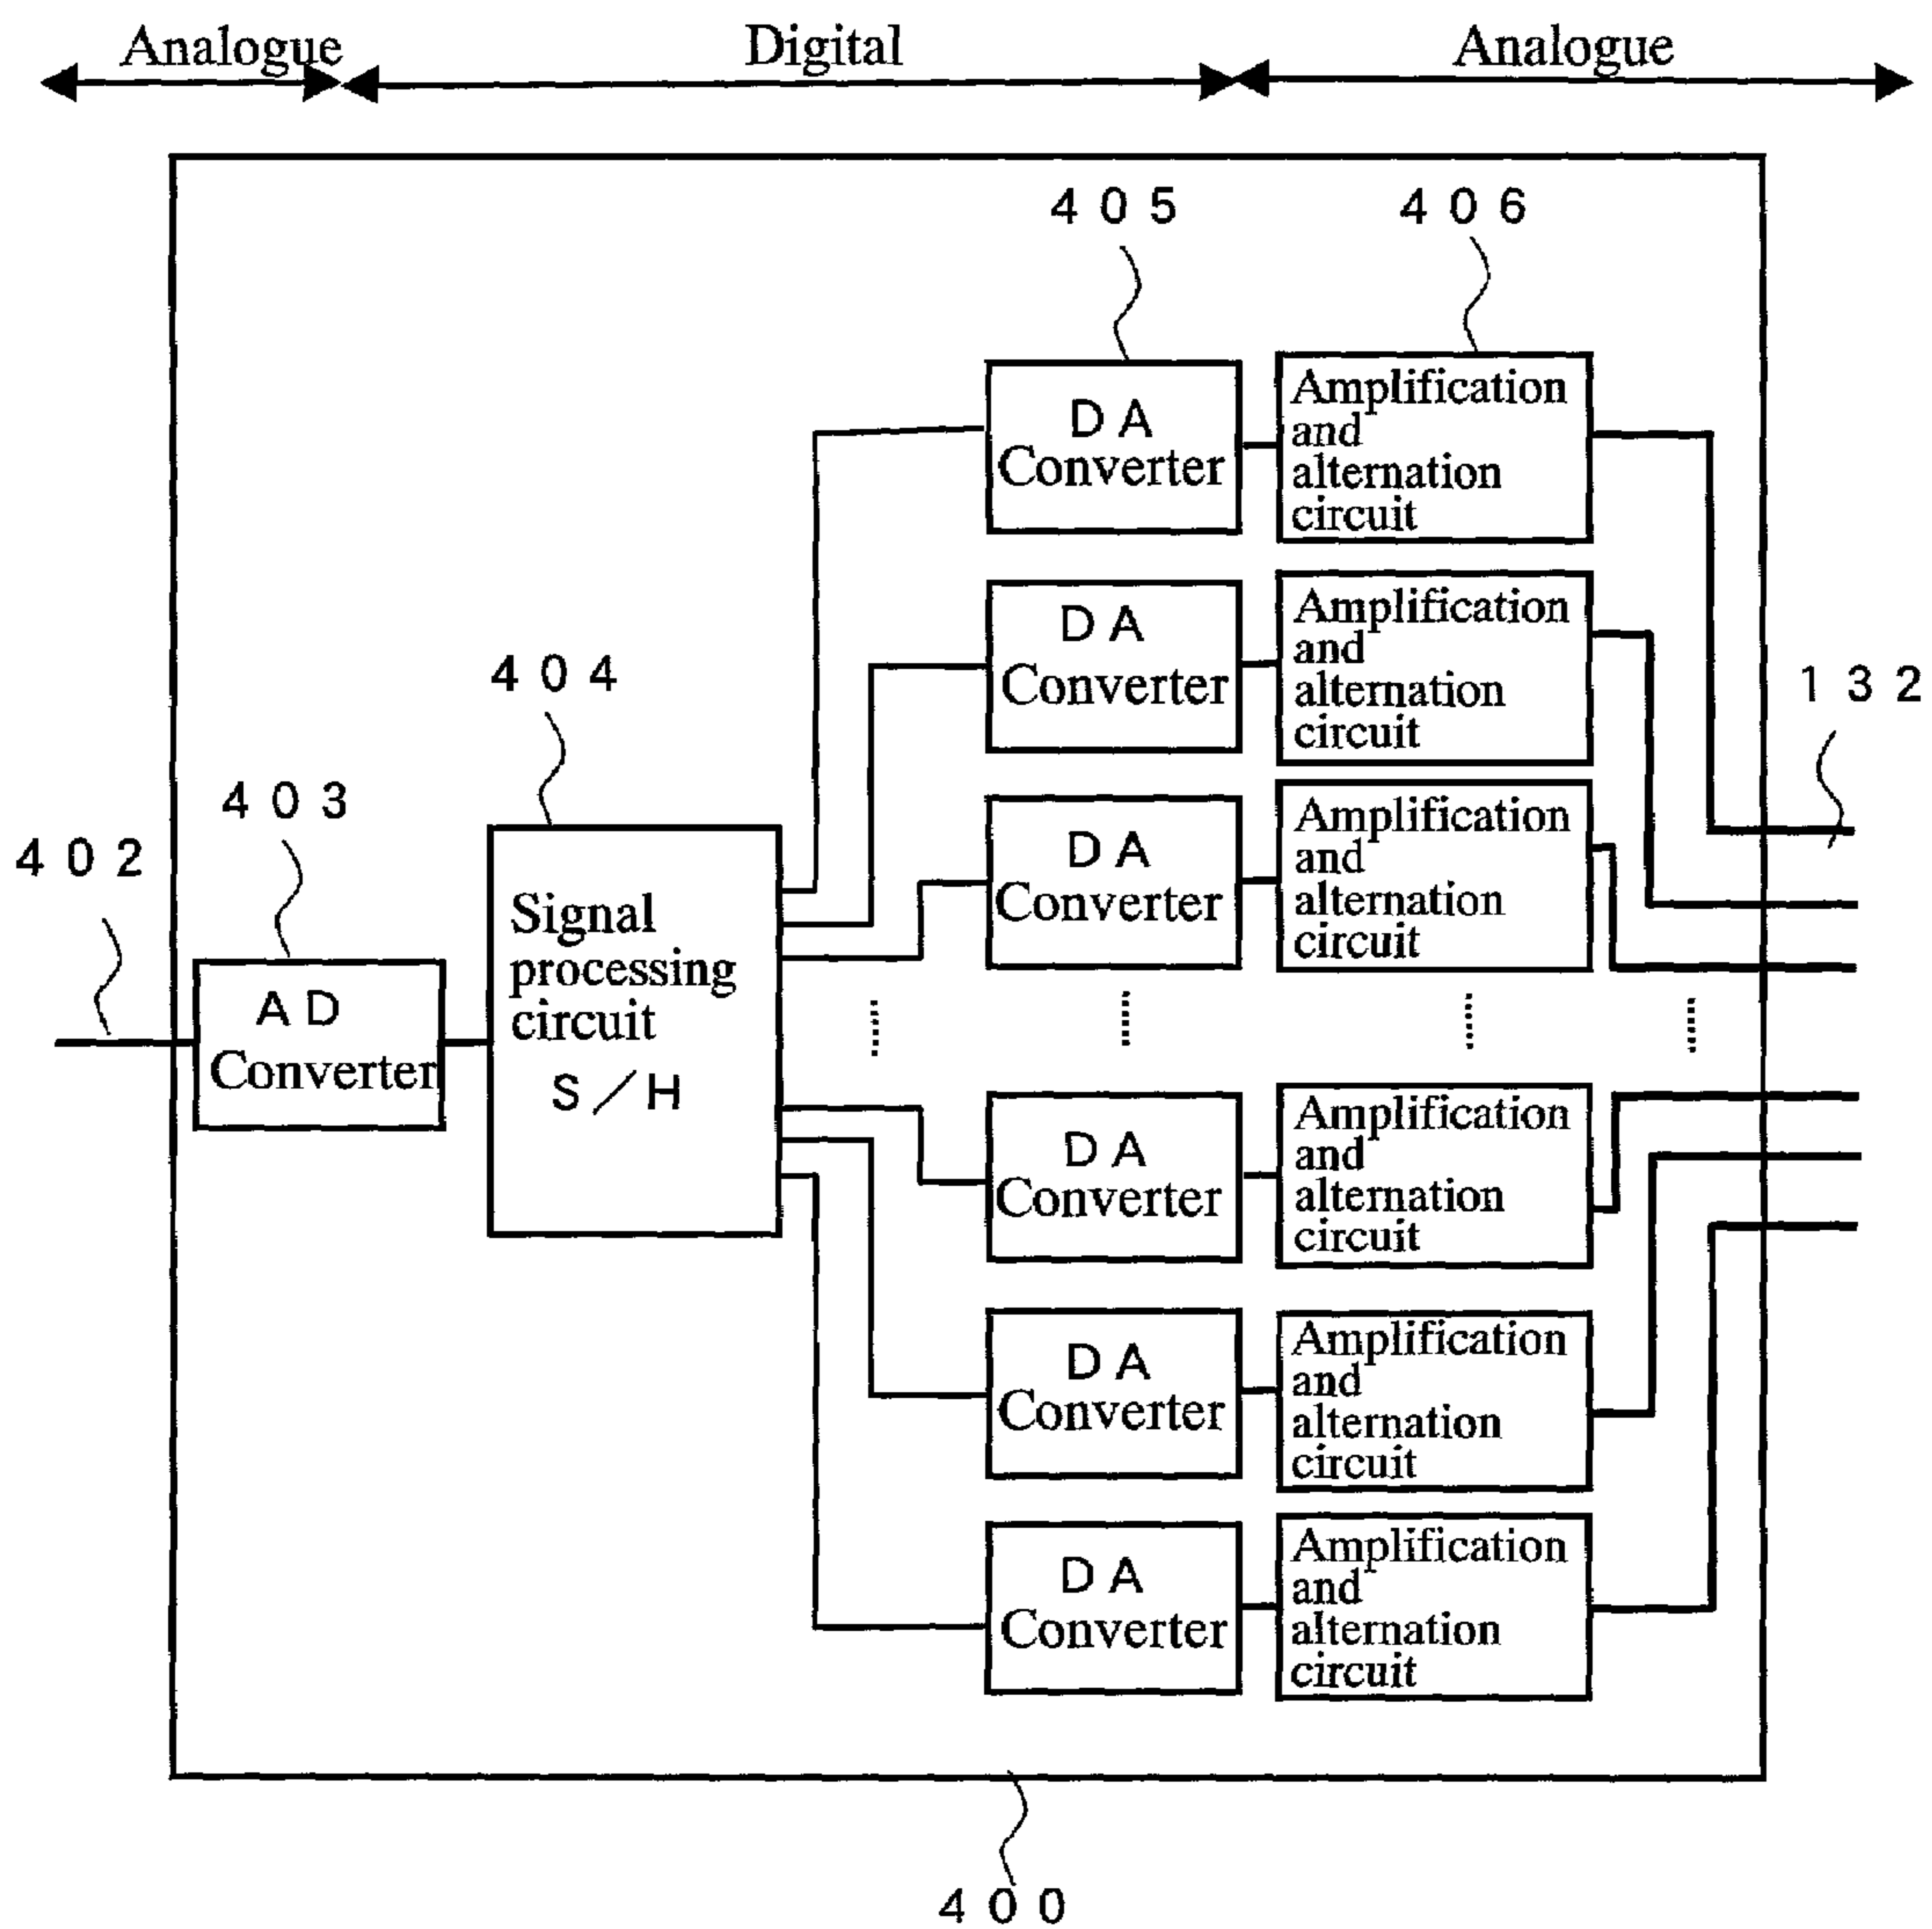 Analogue Digital Analogue
405 406
DA
Converter
Amplification
and
alternation
circuit
DA
Converter
Amplification
and
alternation
circuit
404
132
403
402
DA
Converter
Amplification
and
alternation
circuit
Signal
processing
circuit
S/H
AD
Converter
DA
Converter
Amplification
and
alternation
circuit
DA
Converter
Amplification
and
alternation
circuit
DA
Converter
Amplification
and
alternation
circuit
400